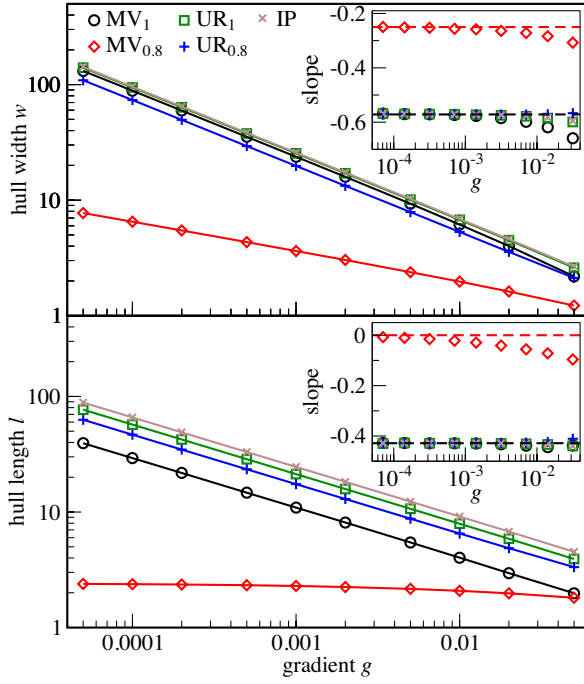 MV₁ UR₁ IP
MV₀.₈ UR₀.₈
hull width w
100
10
1
slope
-0.2
-0.4
-0.6
10⁻⁴ 10⁻³ 10⁻²
g
hull length l
100
10
1
slope
0
-0.2
-0.4
10⁻⁴ 10⁻³ 10⁻²
g
0.0001 0.001 0.01
gradient g